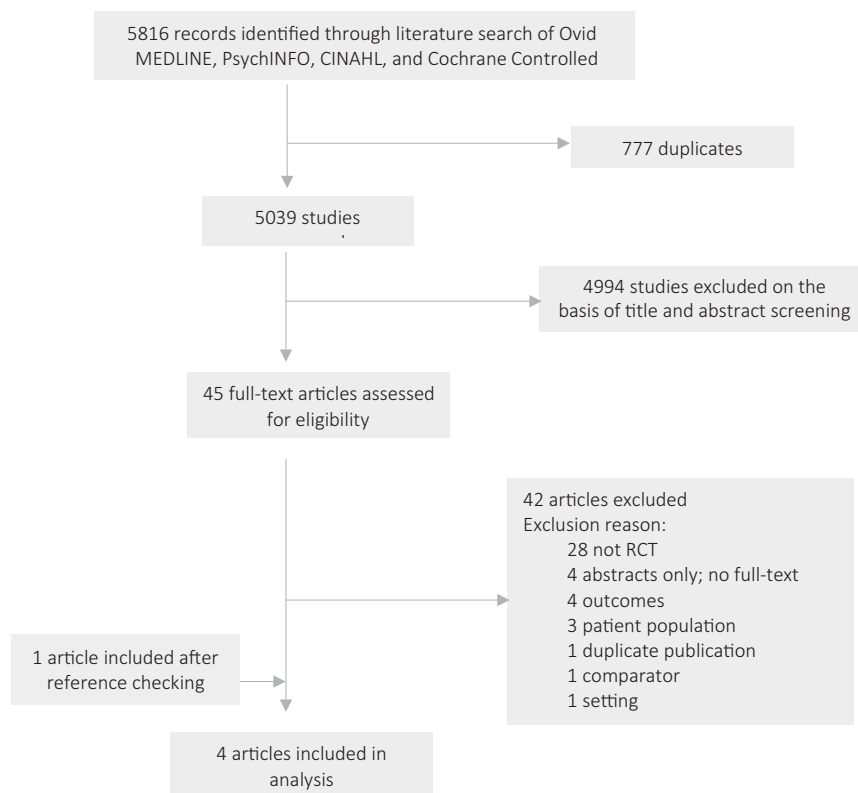 5816 records identified through literature search of Ovid
MEDLINE, PsychINFO, CINAHL, and Cochrane Controlled
777 duplicates
5039 studies
4994 studies excluded on the
basis of title and abstract screening
45 full-text articles assessed
for eligibility
42 articles excluded
Exclusion reason:
28 not RCT
4 abstracts only; no full-text
4 outcomes
3 patient population
1 duplicate publication
1 comparator
1 setting
1 article included after
reference checking
4 articles included in
analysis